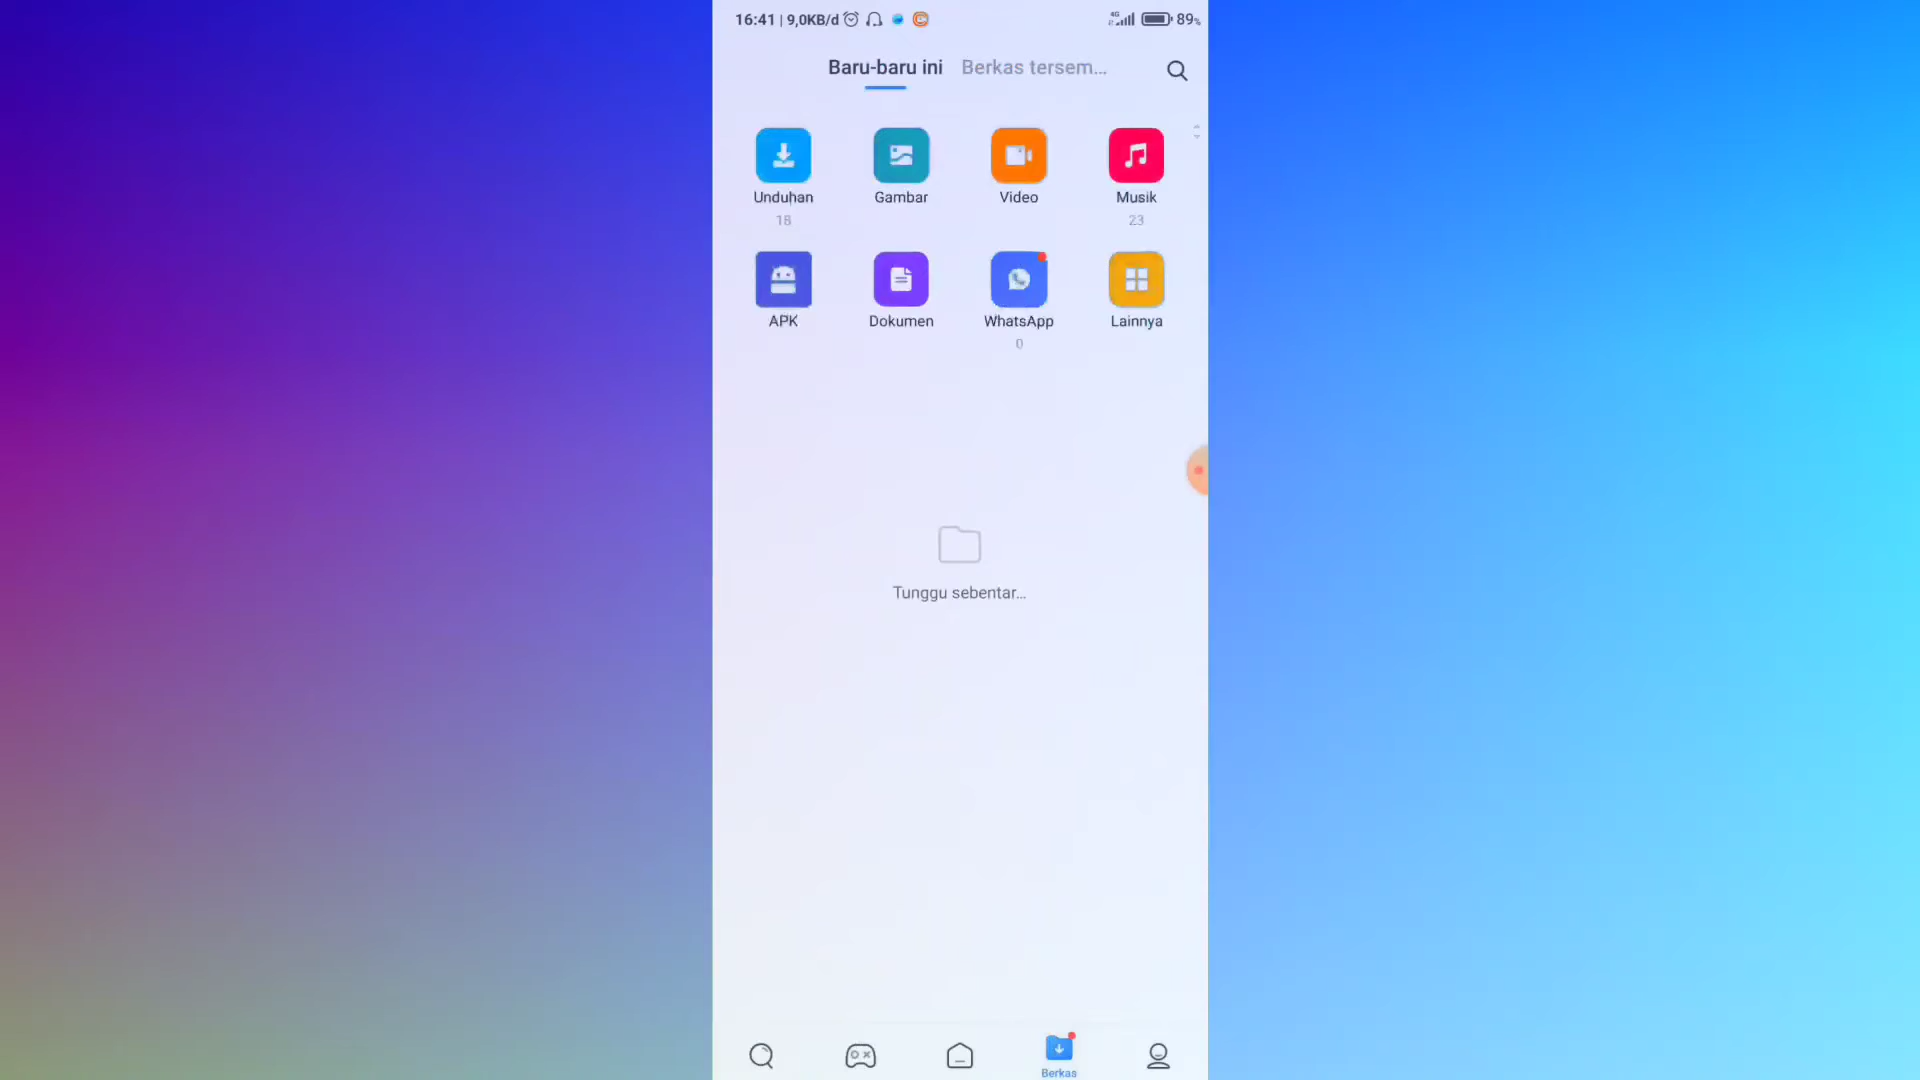 16:41 | 9,0KB/d 4G 89%
Baru-baru ini Berkas tersem...
Unduhan Gambar Video Musik
18 23
APK Dokumen WhatsApp Lainnya
0
Tunggu sebentar...
Berkas